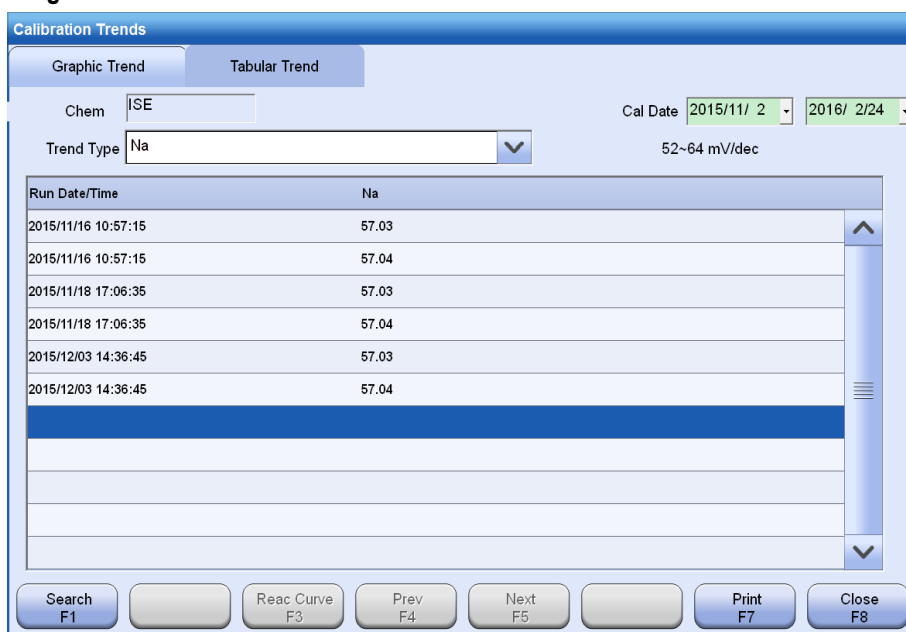 Calibration Trends
Graphic Trend Tabular Trend
Chem ISE Cal Date 2015/11/ 2 2016/ 2/24
Trend Type Na 52~64 mV/dec
Run Date/Time Na
2015/11/16 10:57:15 57.03
2015/11/16 10:57:15 57.04
2015/11/18 17:06:35 57.03
2015/11/18 17:06:35 57.04
2015/12/03 14:36:45 57.03
2015/12/03 14:36:45 57.04
Search Reac Curve Prev Next Print Close
F1 F3 F4 F5 F7 F8